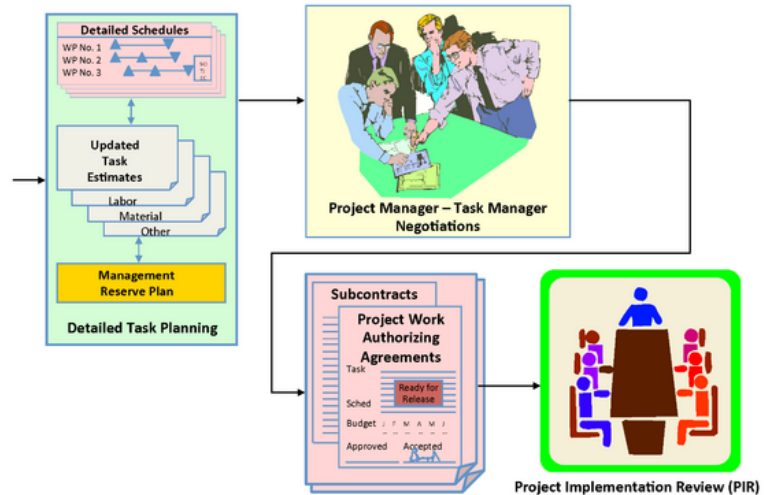 Detailed Schedules
WP No. 1
WP No. 2
WP No. 3
Updated
Task
Estimates
Labor
Material
Other
Management
Reserve Plan
Detailed Task Planning
Project Manager – Task Manager
Negotiations
Subcontracts
Project Work
Authorizing
Agreements
Task
Ready for
Release
Sched
Budget J F M A M J
Approved Accepted
Project Implementation Review (PIR)